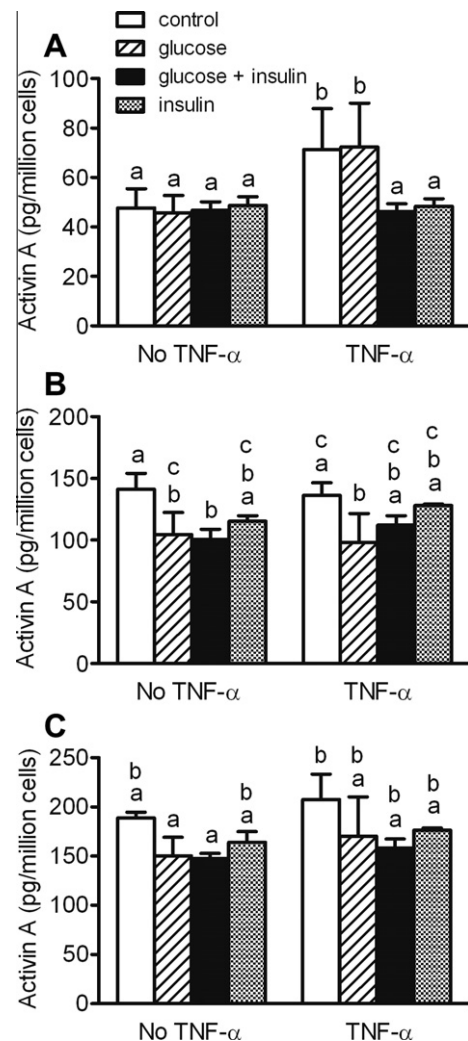 A
control
glucose
glucose + insulin
insulin
Activin A (pg/million cells)
100
80
60
40
20
0
a a a a b b a a
No TNF-α TNF-α
B
Activin A (pg/million cells)
200
150
100
50
0
c c
c c c b b
a b b b a b a a
a
No TNF-α TNF-α
C
Activin A (pg/million cells)
250
200
150
100
50
0
b b b b b b
a a a a a a a
No TNF-α TNF-α